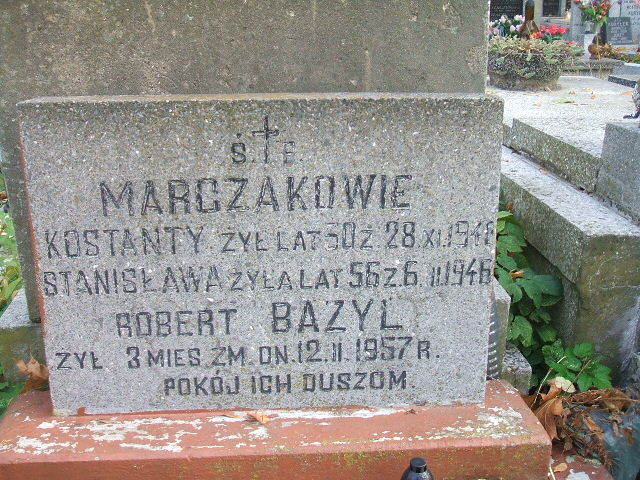 Ś. P.
MARCZAKOWIE
KOSTANTY ŻYŁ LAT 50 Z 28.XI.1941
STANISŁAWA ŻYŁA LAT 56 Z 6.II.1946
ROBERT BAZYL
ŻYŁ 3 MIES. ZM. DN. 12.II.1957 R.
POKÓJ ICH DUSZOM.